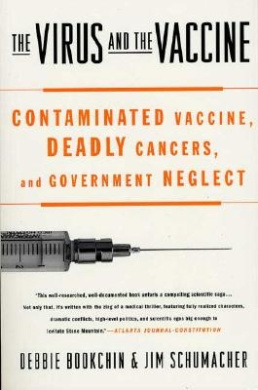 THE VIRUS AND THE VACCINE
CONTAMINATED VACCINE,
DEADLY CANCERS,
and GOVERNMENT NEGLECT
"This well-researched, well-documented book unfurls a compelling scientific saga...
Not only that, it's written with the zing of a medical thriller, featuring fully realized characters,
dramatic conflicts, high-level politics, and scientific egos big enough to
imitate Stone Mountain."—ATLANTA JOURNAL-CONSTITUTION
DEBBIE BOOKCHIN & JIM SCHUMACHER